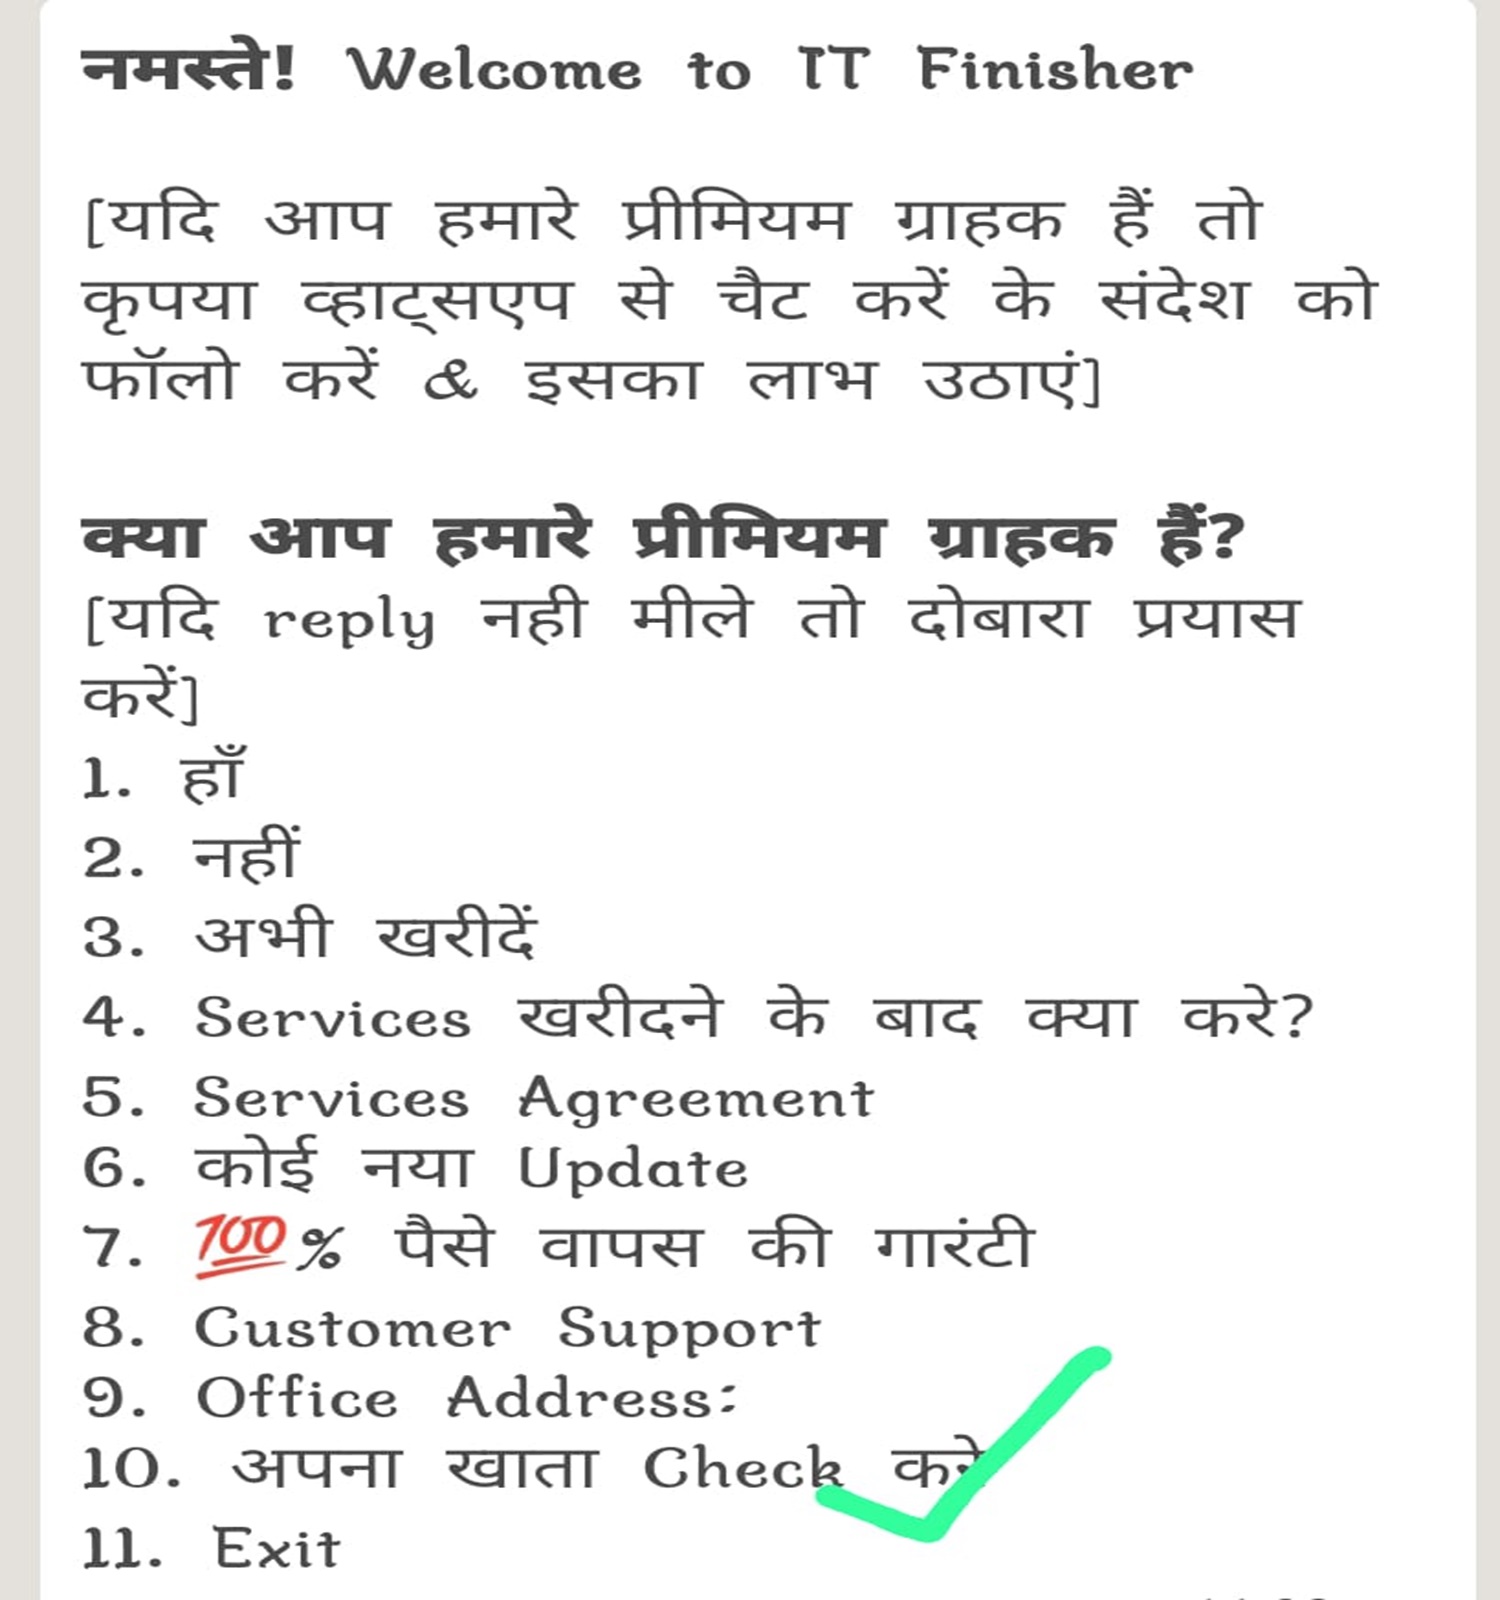 नमस्ते! Welcome to IT Finisher
[यदि आप हमारे प्रीमियम ग्राहक हैं तो
कृपया व्हाट्सएप से चैट करें के संदेश को
फॉलो करें & इसका लाभ उठाएं]
क्या आप हमारे प्रीमियम ग्राहक हैं?
[यदि reply नही मीले तो दोबारा प्रयास
करें]
1. हाँ
2. नहीं
3. अभी खरीदें
4. Services खरीदने के बाद क्या करे?
5. Services Agreement
6. कोई नया Update
7. 💯% पैसे वापस की गारंटी
8. Customer Support
9. Office Address:
10. अपना खाता Check
11. Exit